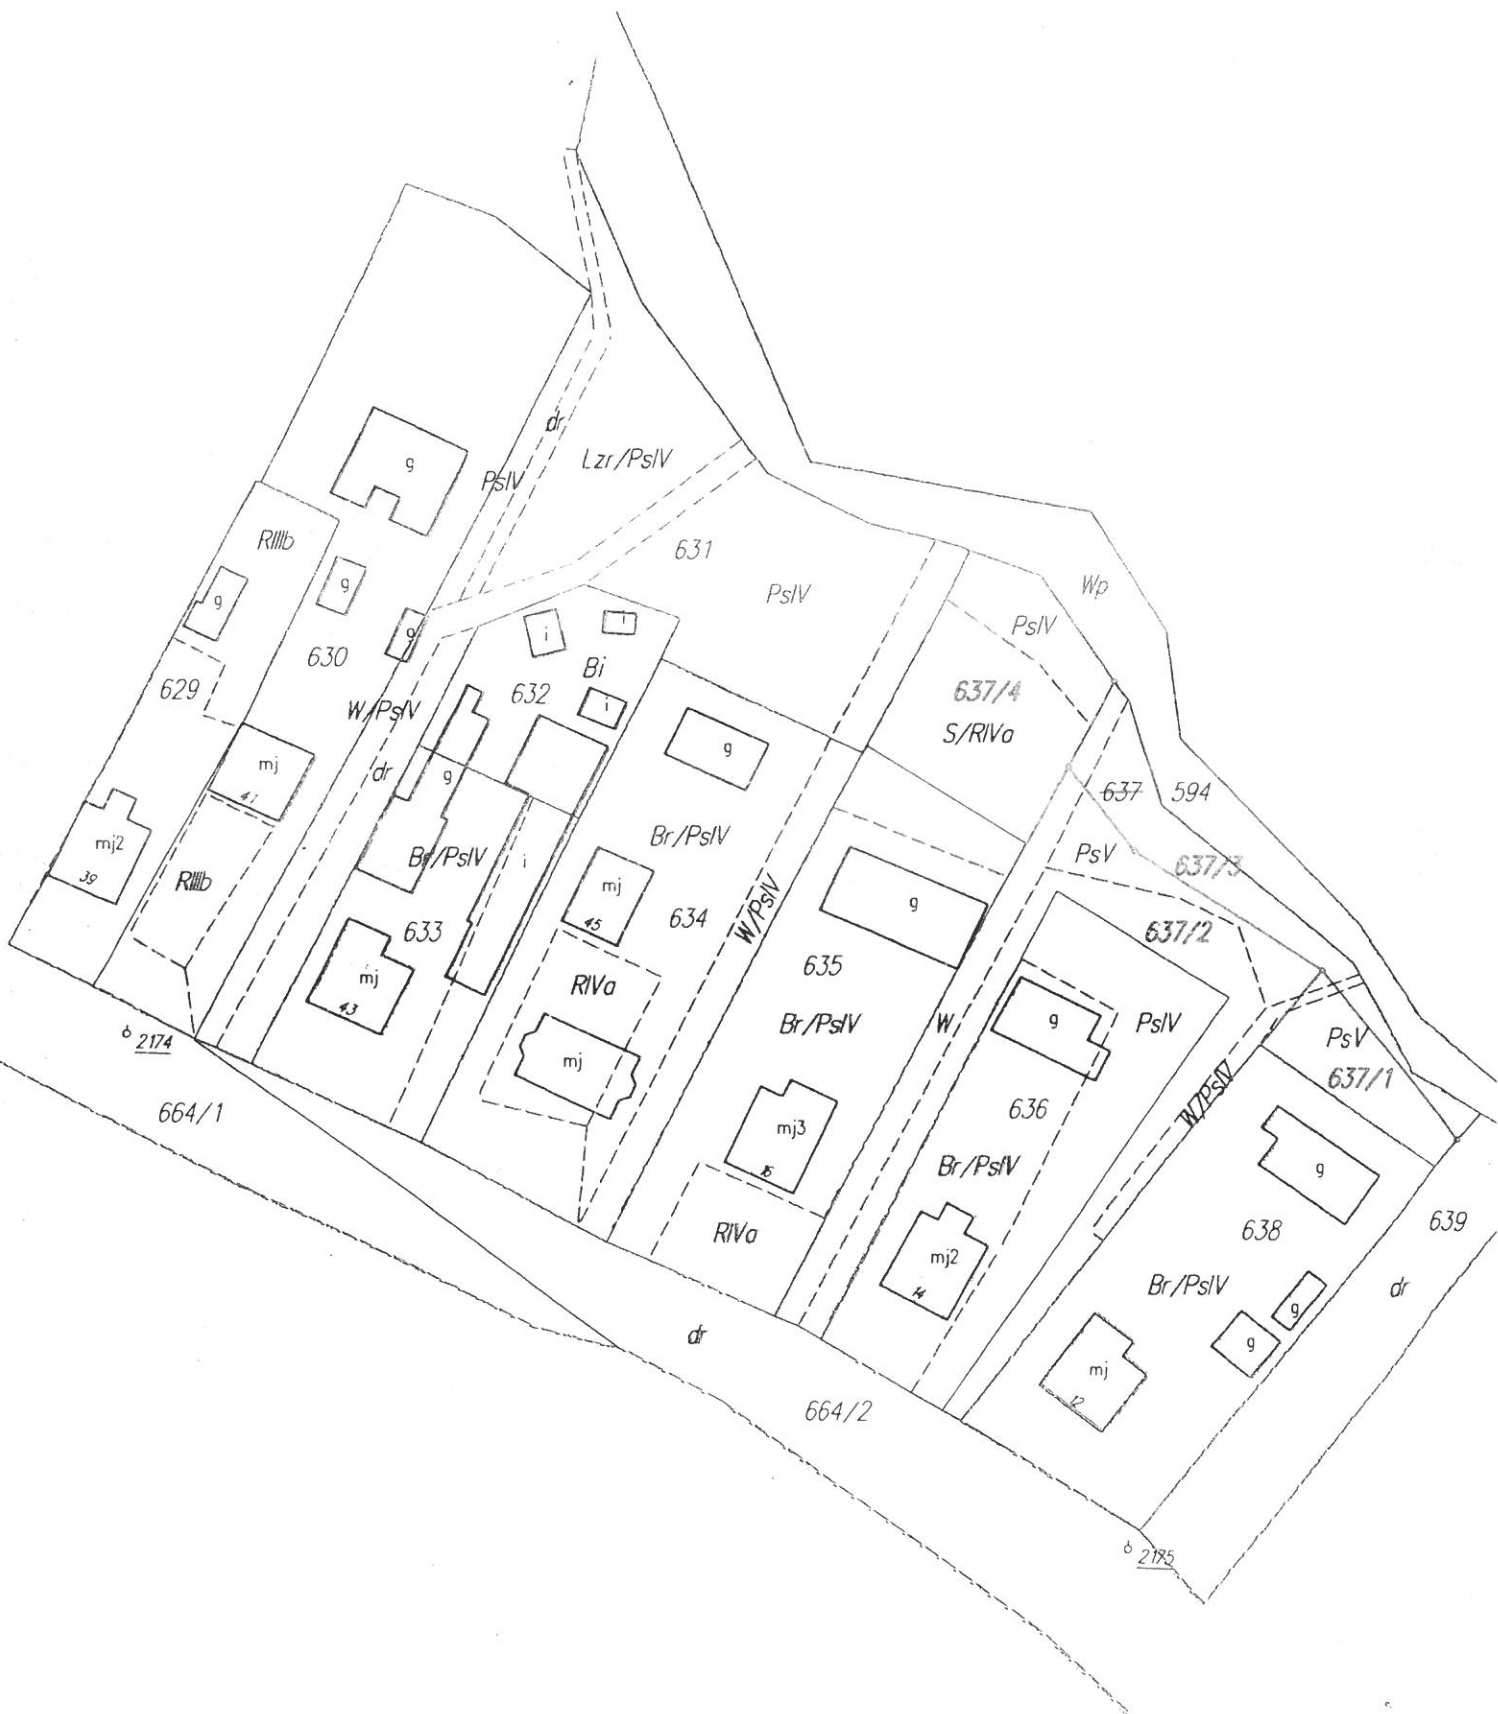 dr
Lzr/PsIV
g
PsIV
RIIIb
631
g
g
PsIV
Wp
g
PsIV
i
i
630
Bi
629
632
637/4
i
W/PsIV
S/RIVa
g
mj
41
dr
g
637
594
Br/PsIV
mj2
39
Br/PsIV
PsV
637/3
i
RIIIb
mj
45
g
634
W/PsIV
633
637/2
635
mj
43
RIVa
Br/PsIV
W
g
PsIV
PsV
2174
mj
637/1
W/PsIV
664/1
636
mj3
16
Br/PsIV
g
638
639
RIVa
mj2
14
Br/PsIV
dr
g
dr
g
mj
12
664/2
2175